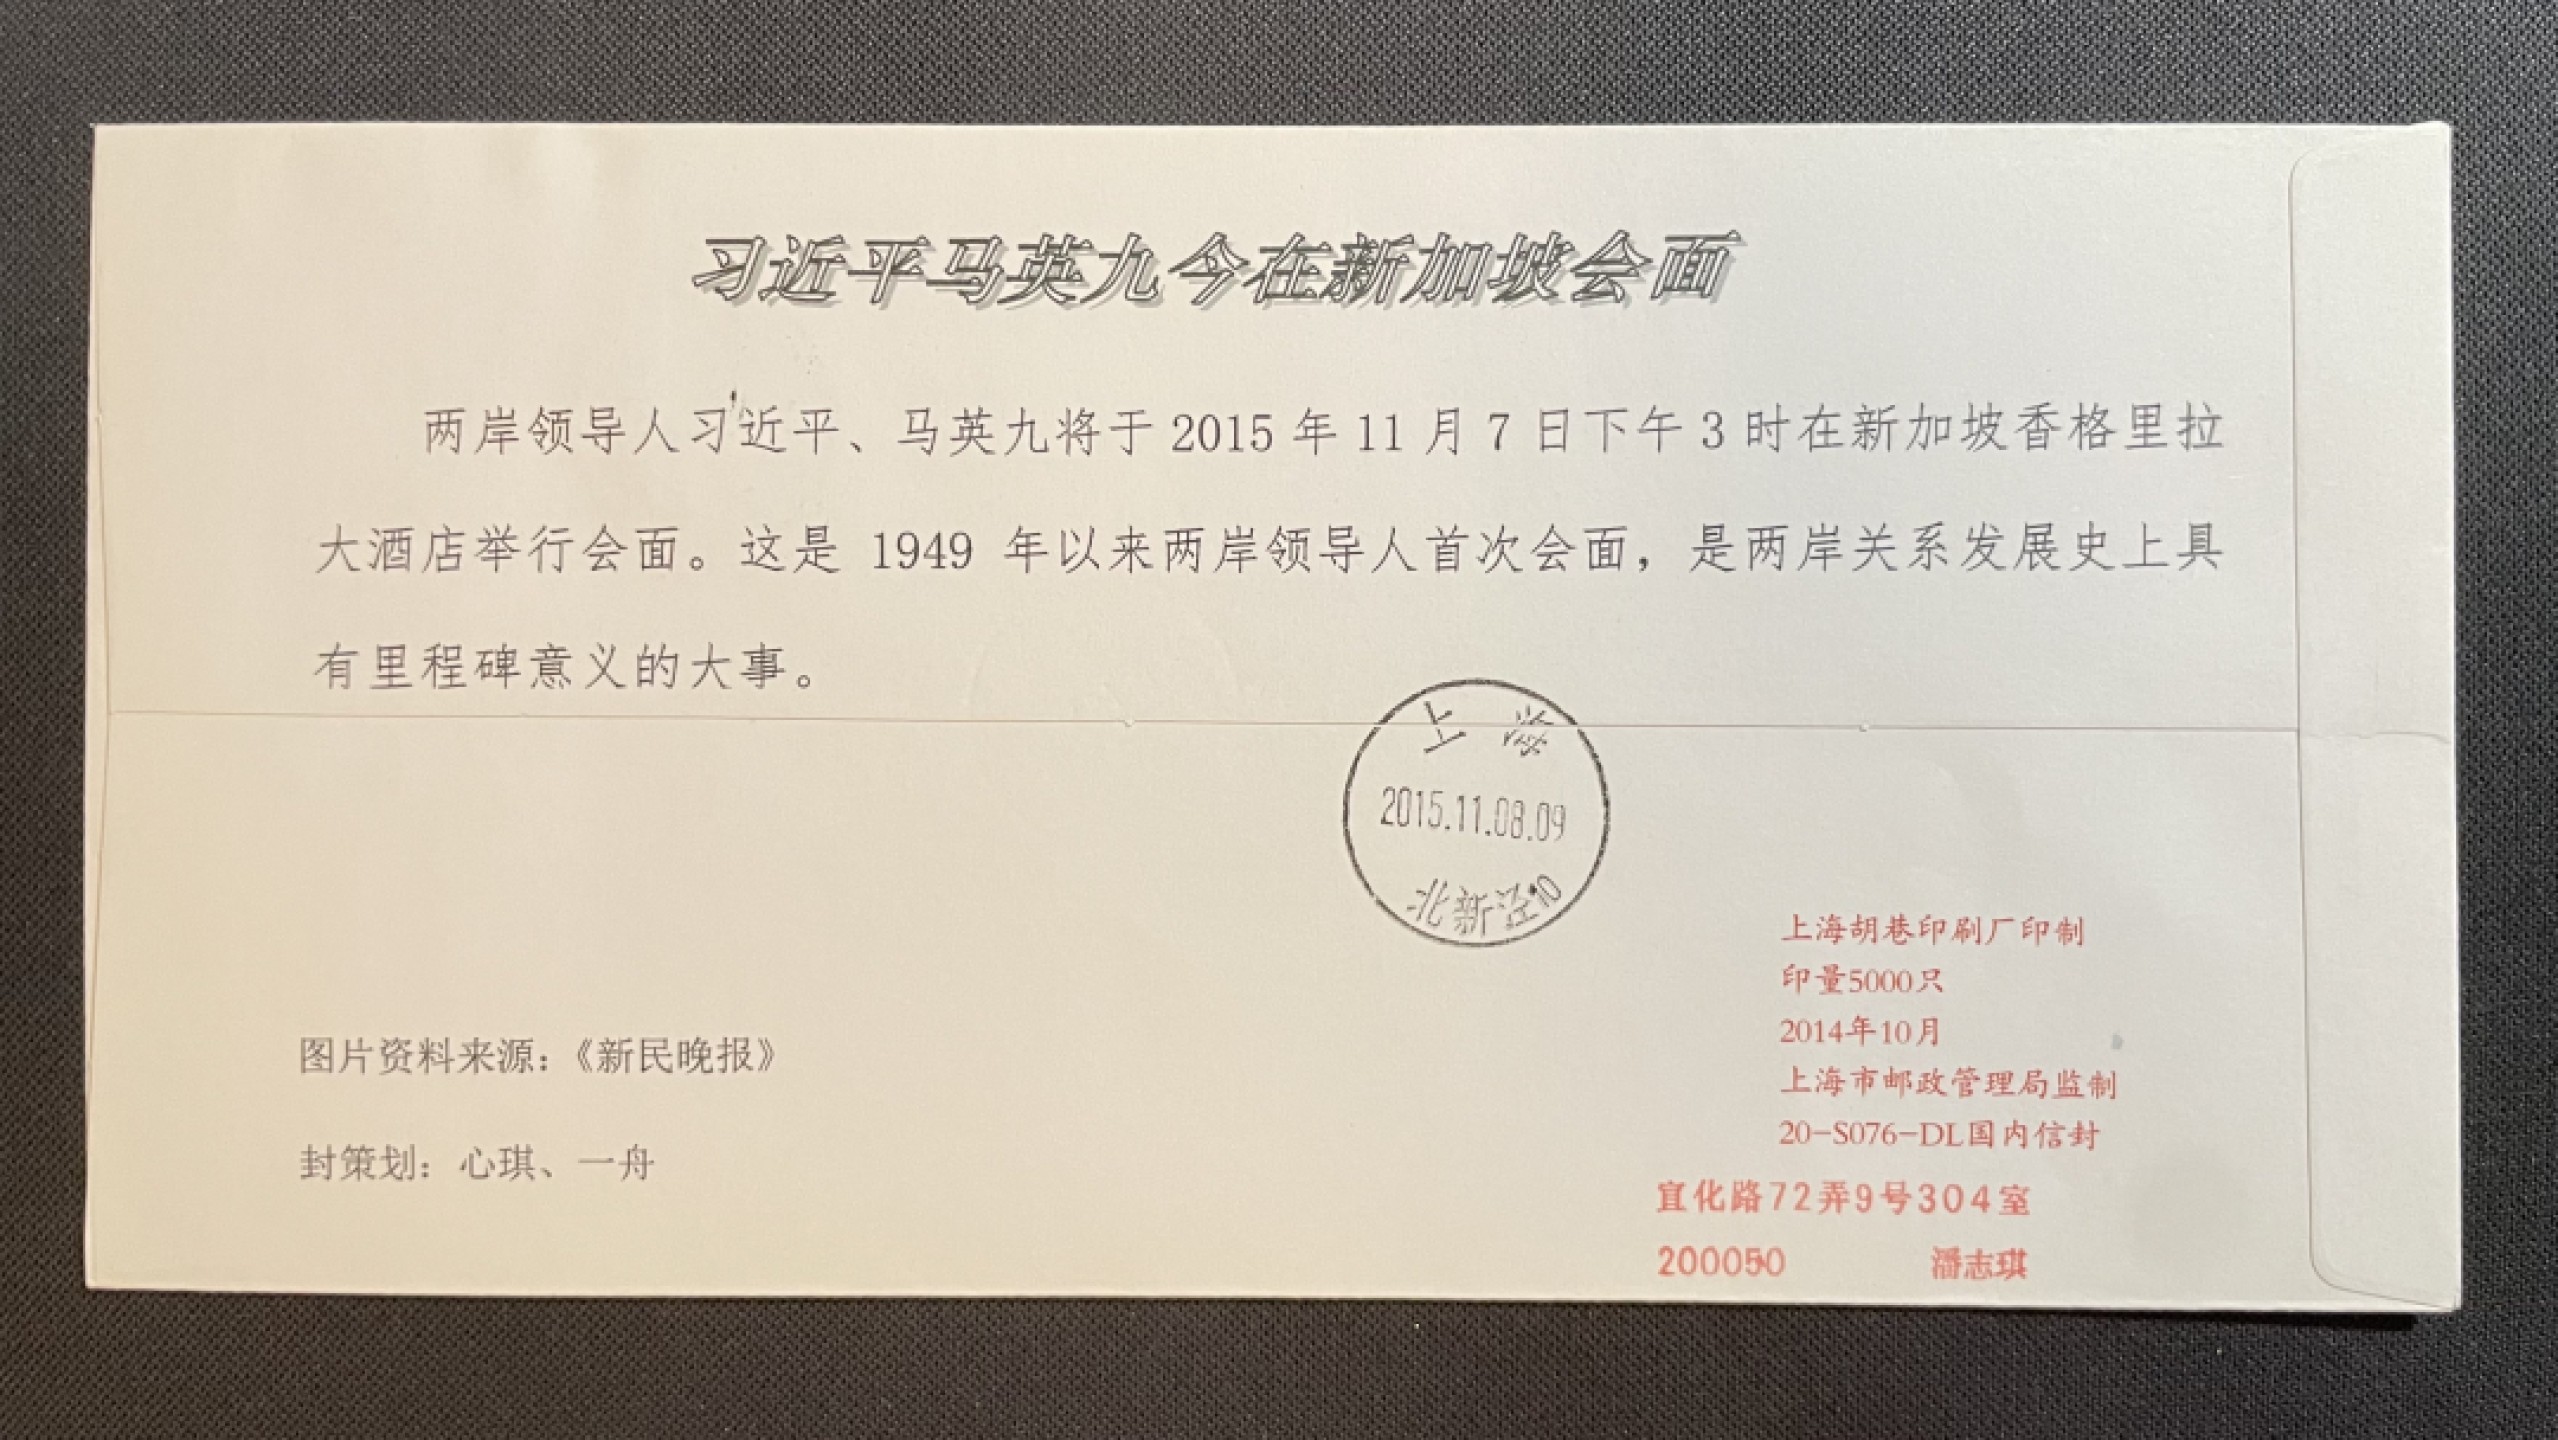 习近平马英九今在新加坡会面
两岸领导人习近平、马英九将于 2015 年 11 月 7 日下午 3 时在新加坡香格里拉
大酒店举行会面。这是 1949 年以来两岸领导人首次会面，是两岸关系发展史上具
有里程碑意义的大事。
上海
2015.11.08.09
北新泾10
上海胡巷印刷厂印制
印量5000只
2014年10月
上海市邮政管理局监制
20-S076-DL国内信封
图片资料来源：《新民晚报》
封策划：心琪、一舟
宜化路72弄9号304室
200050 潘志琪